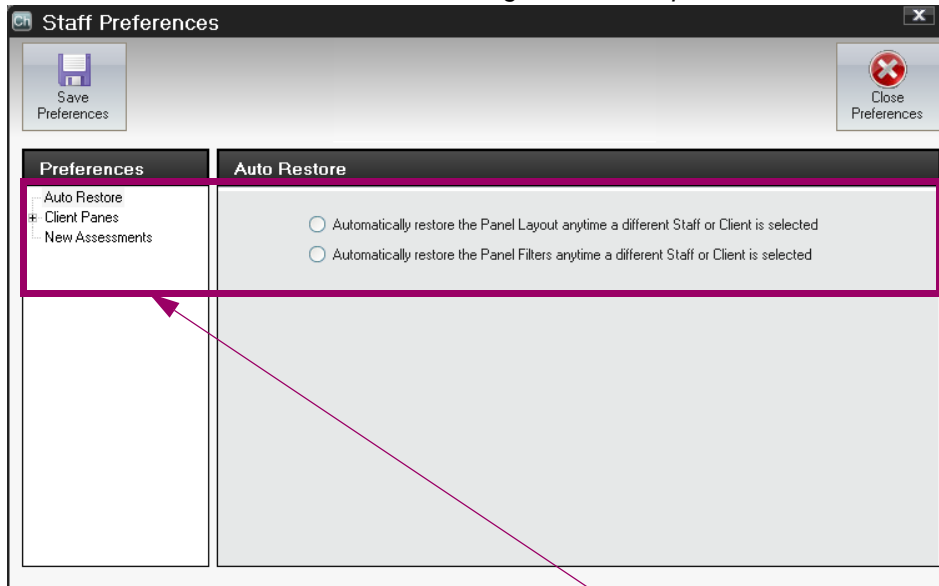 Ch Staff Preferences
x
Save
Preferences
Close
Preferences
Preferences
Auto Restore
Auto Restore
Client Panes
New Assessments
Automatically restore the Panel Layout anytime a different Staff or Client is selected
Automatically restore the Panel Filters anytime a different Staff or Client is selected